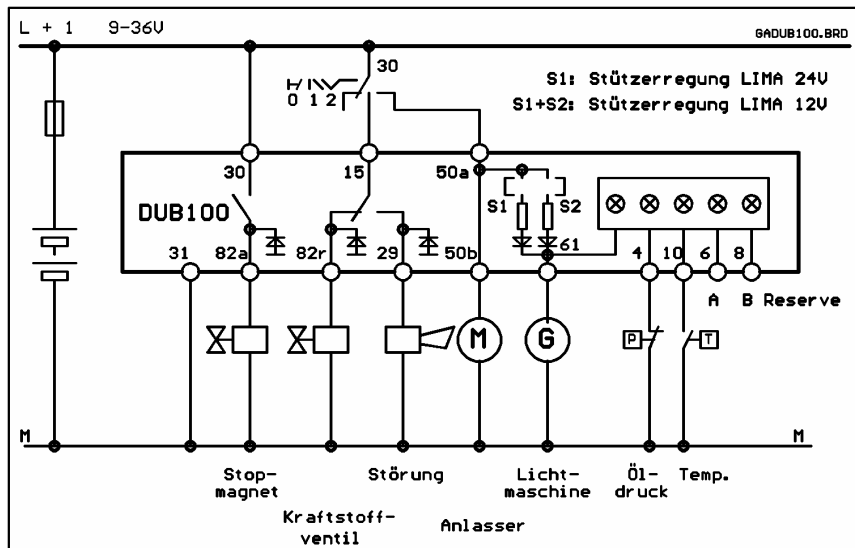 L + 1 9-36V
GADUB100.BRD
30
0 1 2
S1: Stützerregung LIMA 24V
S1+S2: Stützerregung LIMA 12V
30 15 50a
DUB100
S1 S2
61
31 82a 82r 29 50b 4 10 6 8
A B Reserve
M G P T
M M
Stop- Störung Licht- Öl- Temp.
magnet maschine druck
Kraftstoff- Anlasser
ventil